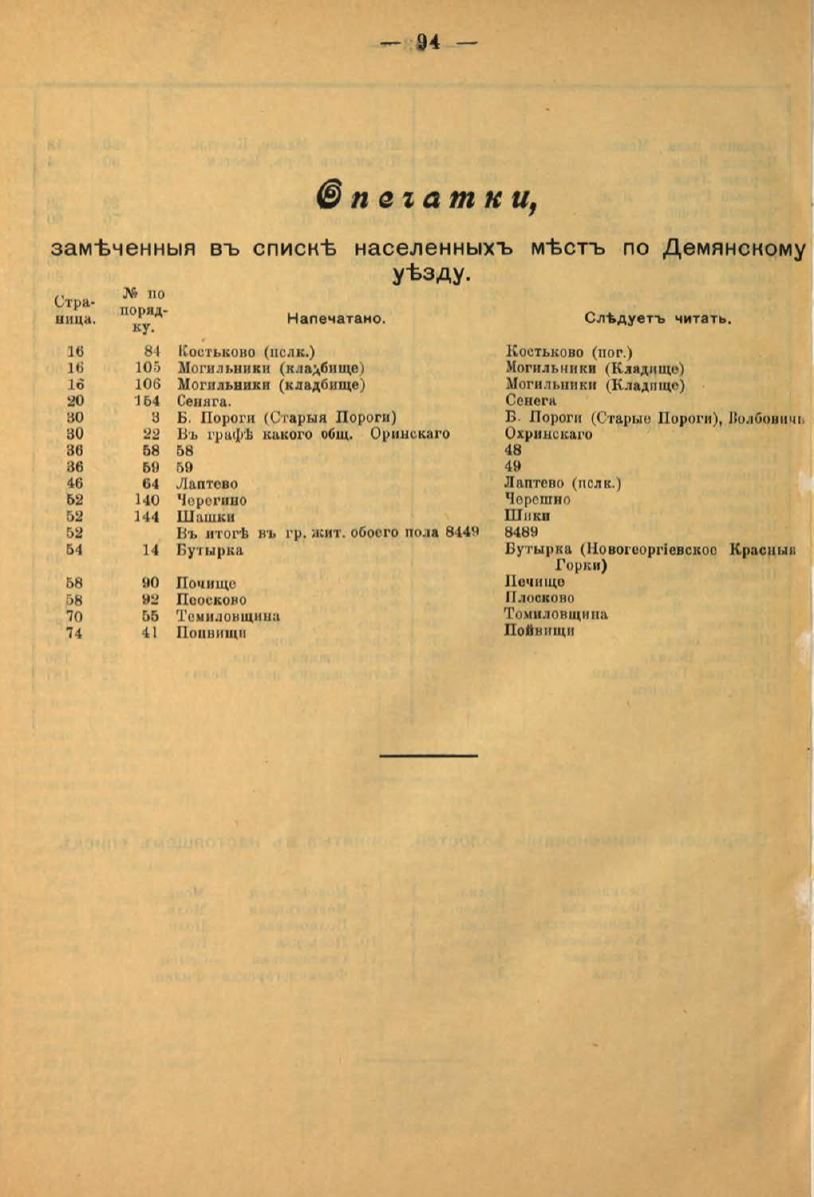 — 94 —
Опечатки,
замѣченныя въ спискѣ населенныхъ мѣстъ по Демянскому
уѣзду.
Стра-
ница.
№ по
поряд-
ку.
Напечатано.
Слѣдуетъ читать.
16 84 Костьково (пслк.) Костьково (пог.)
16 105 Могильники (кладбище) Могильники (Кладище)
16 106 Могильники (кладбище) Могильники (Кладище)
20 154 Сеняга. Сенега
30 3 Б. Пороги (Старыя Пороги) Б. Пороги (Старые Пороги), Волбовичи
30 22 Въ графѣ какого общ. Оринскаго Охринскаго
36 58 58 48
36 59 59 49
46 64 Лаптево Лаптево (пслк.)
52 140 Черегино Черешно
52 144 Шашки Шики
52 Въ итогѣ въ гр. жит. обоего пола 8449 8489
54 14 Бутырка Бутырка (Новогеоргіевское Красныя
Горки)
58 90 Почище Печище
58 92 Пеосково Плосково
70 55 Темиловщина Томиловщина
74 41 Попвищи Пойвищи